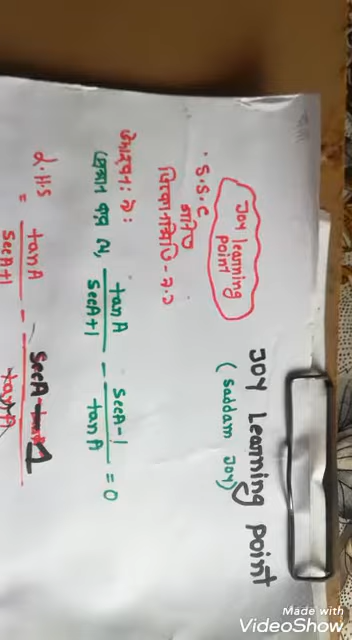 JOY Learning Point
(Saddam Joy)
Joy learning
point
S.S.C
গণিত
ত্রিকোণমিতি - ৯.১
উদাহরণ: ৬:
প্রমাণ কর যে, tanA/secA+1 - secA-1/tanA = 0
L.H.S
= tanA/secA+1 - secA-1/tanA
Made with
VideoShow